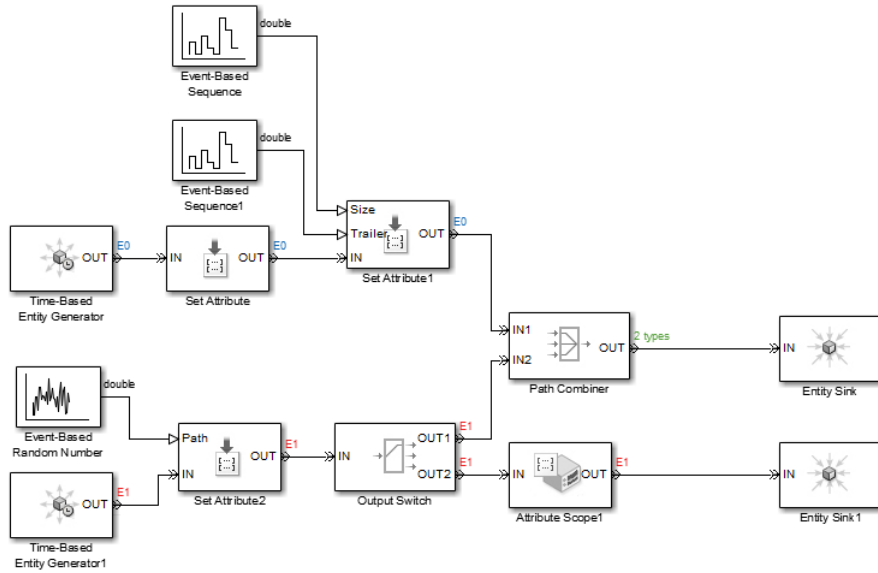 double
Event-Based
Sequence
double
Event-Based
Sequence1
Size
Trailer
IN
OUT
E0
Set Attribute1
OUT
E0
Time-Based
Entity Generator
IN
OUT
E0
Set Attribute
IN1
IN2
OUT
2 types
Path Combiner
IN
Entity Sink
double
Event-Based
Random Number
Path
IN
OUT
E1
Set Attribute2
IN
OUT1
E1
OUT2
E1
Output Switch
IN
OUT
E1
Attribute Scope1
IN
Entity Sink1
OUT
E1
Time-Based
Entity Generator1